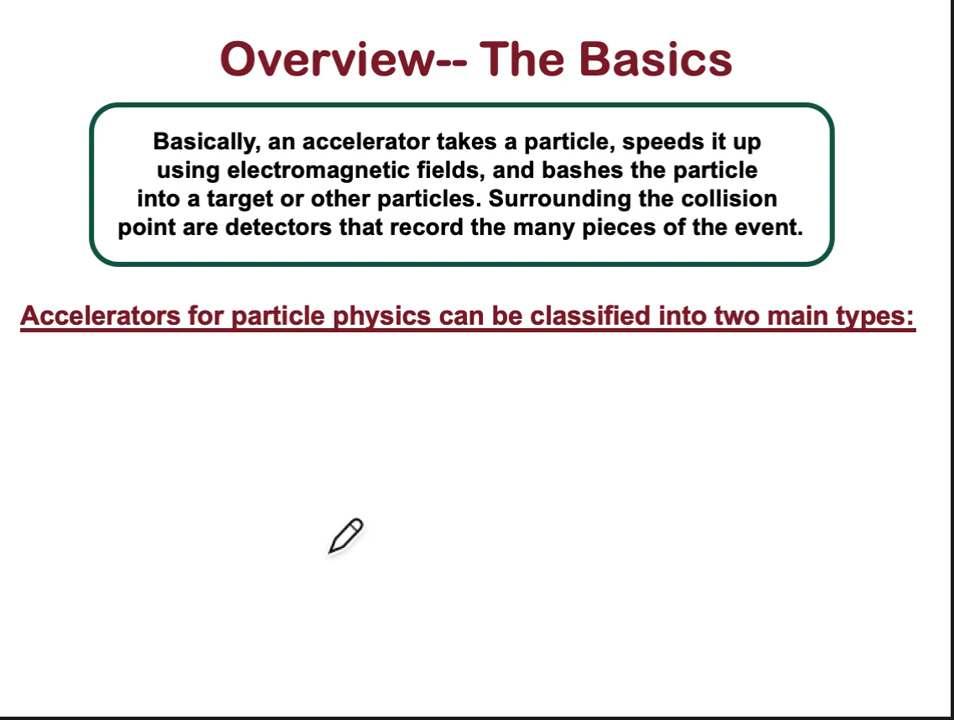 Overview-- The Basics
Basically, an accelerator takes a particle, speeds it up
using electromagnetic fields, and bashes the particle
into a target or other particles. Surrounding the collision
point are detectors that record the many pieces of the event.
Accelerators for particle physics can be classified into two main types: